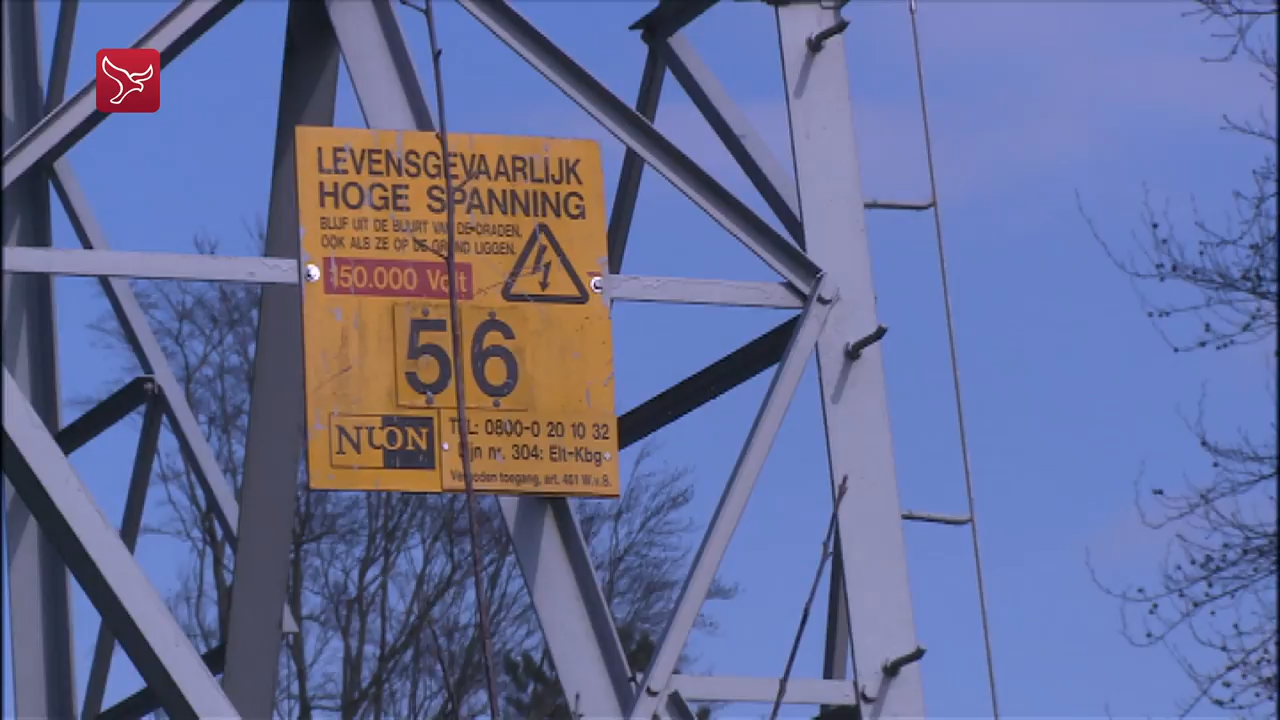 LEVENSGEVAARLIJK
HOGE SPANNING
BLIJF UIT DE BUURT VAN DE DRADEN,
OOK ALS ZE OP DE GROND LIGGEN.
150.000 Volt
56
NUON
TEL: 0800-0 20 10 32
Lijn nr. 304: Elt-Kbg
Verboden toegang, art. 461 W.v.S.